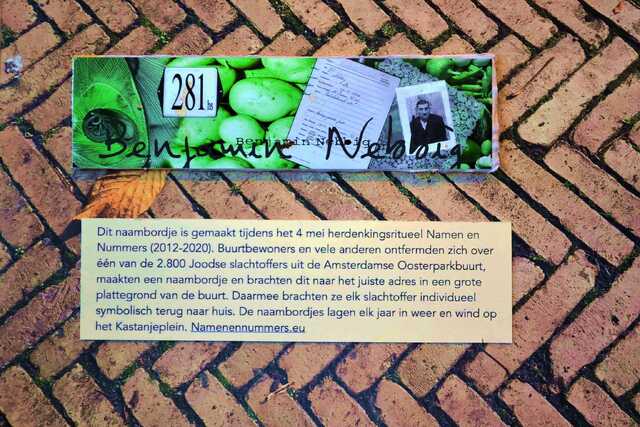 281 hs
Benjamin Nebbig
Benjamin Nebbig
Dit naambordje is gemaakt tijdens het 4 mei herdenkingsritueel Namen en
Nummers (2012-2020). Buurtbewoners en vele anderen ontfermden zich over
één van de 2.800 Joodse slachtoffers uit de Amsterdamse Oosterparkbuurt,
maakten een naambordje en brachten dit naar het juiste adres in een grote
plattegrond van de buurt. Daarmee brachten ze elk slachtoffer individueel
symbolisch terug naar huis. De naambordjes lagen elk jaar in weer en wind op
het Kastanjeplein. Namenennummers.eu